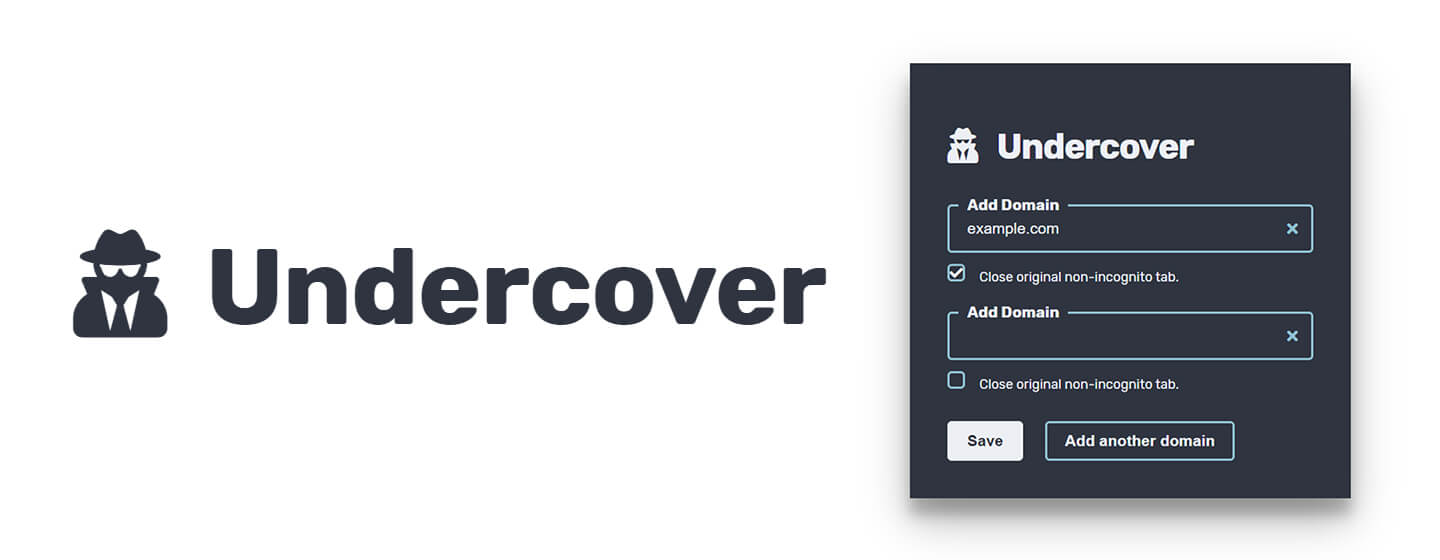 Undercover
Undercover
Add Domain
example.com
Close original non-incognito tab.
Add Domain
Close original non-incognito tab.
Save
Add another domain